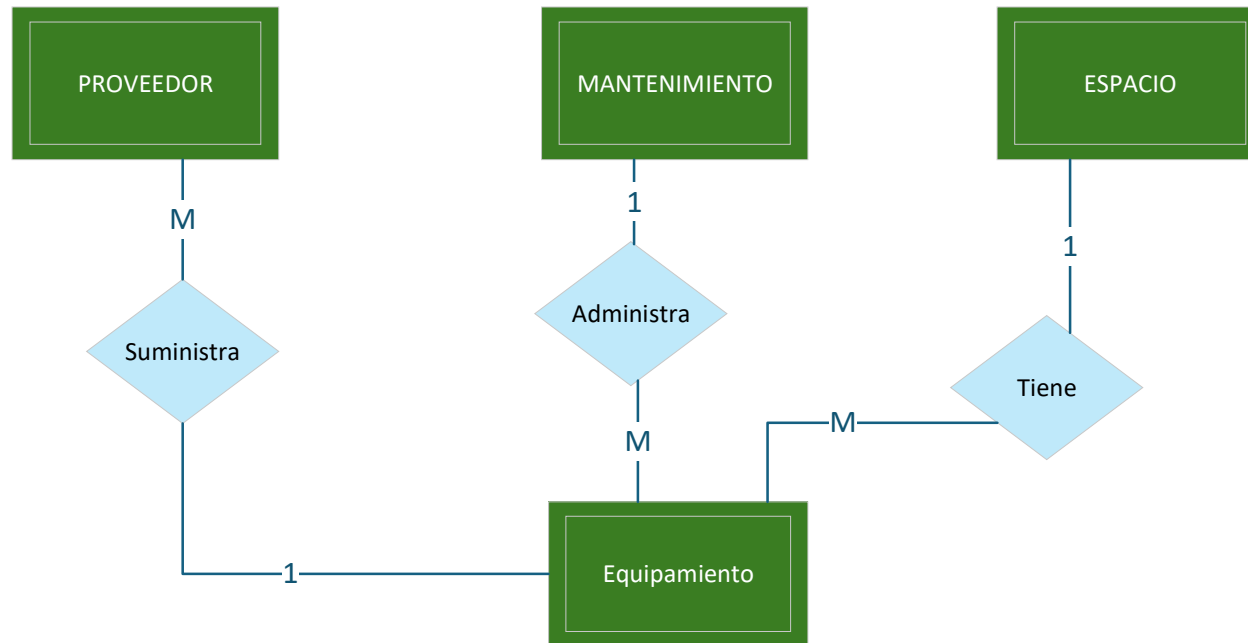 PROVEEDOR
MANTENIMIENTO
ESPACIO
M
1
1
Suministra
Administra
Tiene
M
M
1
Equipamiento